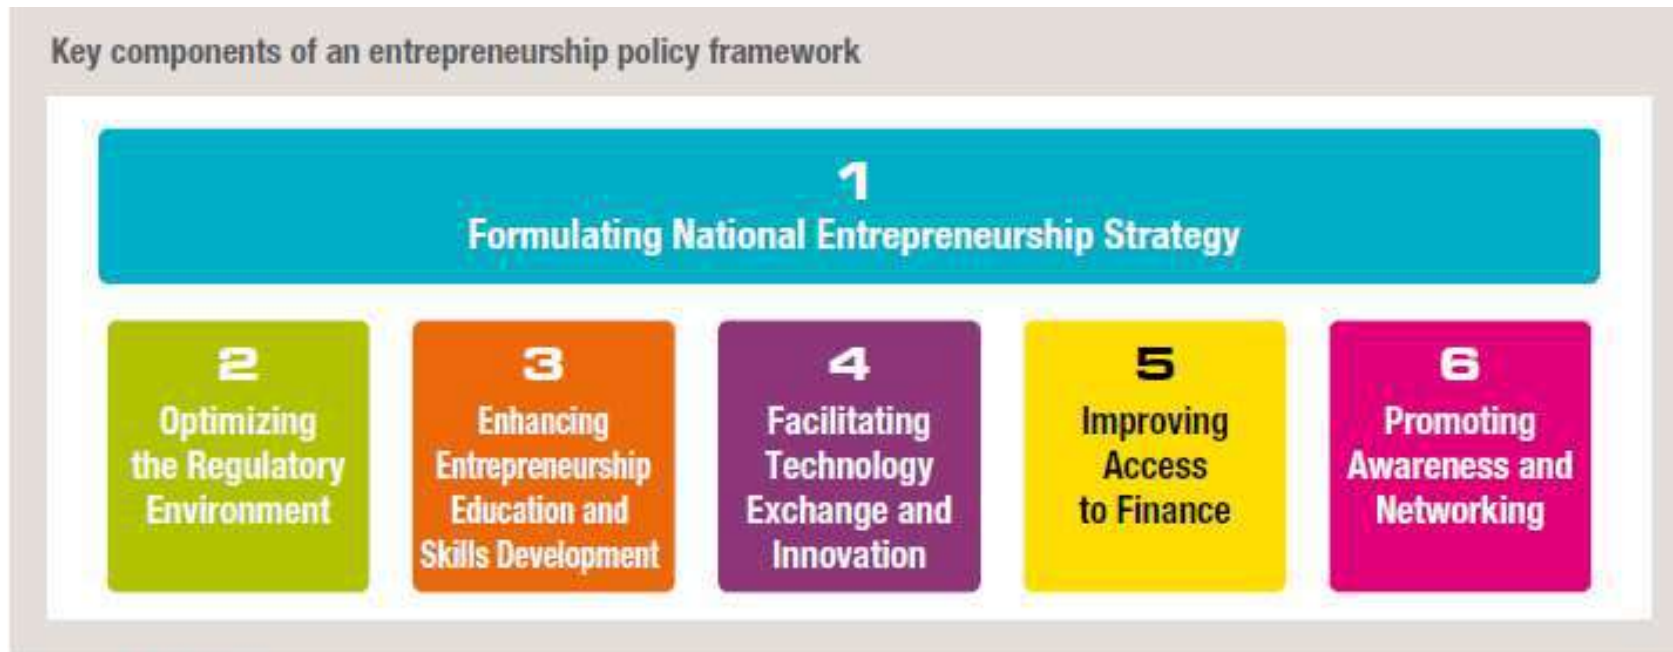 Key components of an entrepreneurship policy framework
1
Formulating National Entrepreneurship Strategy
2
Optimizing
the Regulatory
Environment
3
Enhancing
Entrepreneurship
Education and
Skills Development
4
Facilitating
Technology
Exchange and
Innovation
5
Improving
Access
to Finance
6
Promoting
Awareness and
Networking